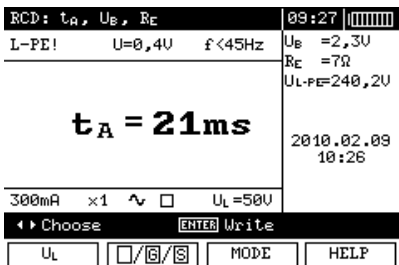 RCD: tA, UB, RE 09:27
L-PE! U=0,4V f<45Hz
UB =2,3V
RE =7Ω
UL-PE=240,2V
tA = 21ms
2010.02.09
10:26
300mA ×1 ∿ □ UL=50V
Choose ENTER Write
UL □/G/S MODE HELP